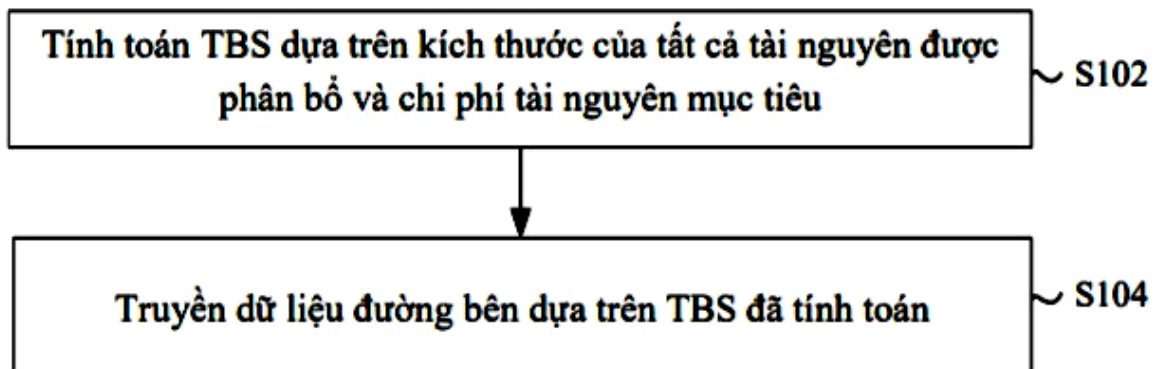 Tính toán TBS dựa trên kích thước của tất cả tài nguyên được
phân bổ và chi phí tài nguyên mục tiêu
S102
Truyền dữ liệu đường bên dựa trên TBS đã tính toán
S104